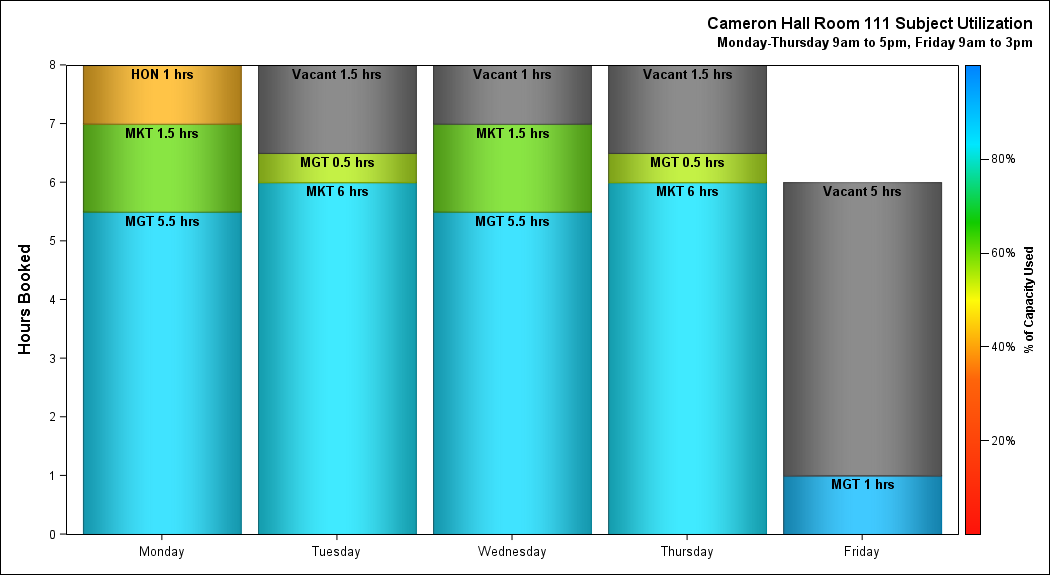 Cameron Hall Room 111 Subject Utilization
Monday-Thursday 9am to 5pm, Friday 9am to 3pm
Hours Booked
8
7
6
5
4
3
2
1
0
HON 1 hrs
MKT 1.5 hrs
MGT 5.5 hrs
Vacant 1.5 hrs
MGT 0.5 hrs
MKT 6 hrs
Vacant 1 hrs
MKT 1.5 hrs
MGT 5.5 hrs
Vacant 1.5 hrs
MGT 0.5 hrs
MKT 6 hrs
Vacant 5 hrs
MGT 1 hrs
Monday
Tuesday
Wednesday
Thursday
Friday
80%
60%
40%
20%
% of Capacity Used